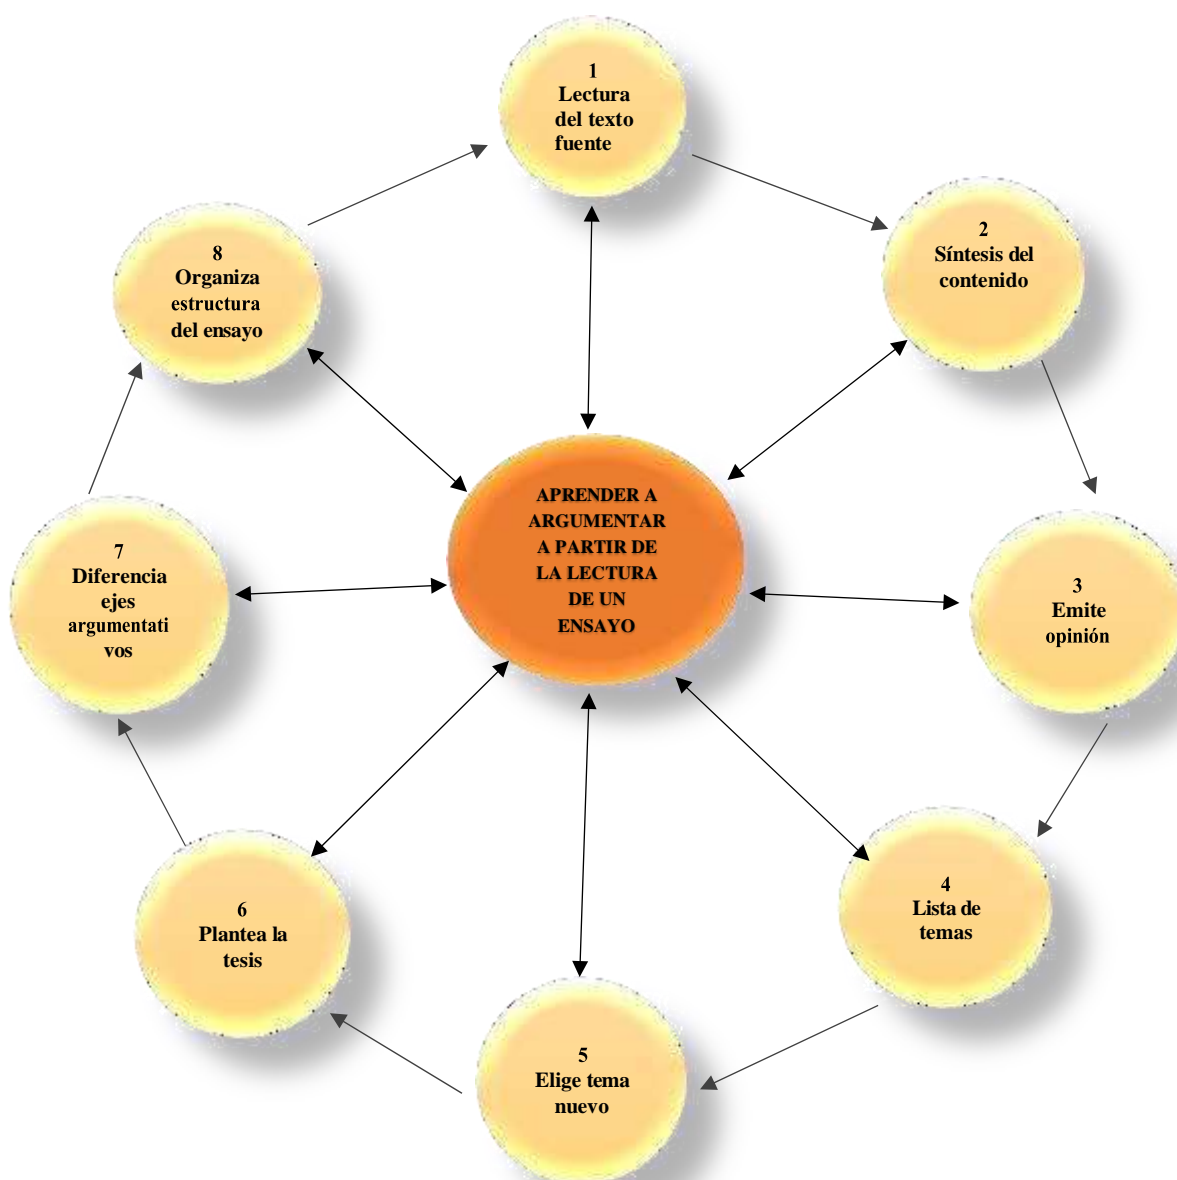 1
Lectura
del texto
fuente
2
Síntesis del
contenido
3
Emite
opinión
4
Lista de
temas
5
Elige tema
nuevo
6
Plantea la
tesis
7
Diferencia
ejes
argumentati
vos
8
Organiza
estructura
del ensayo
APRENDER A
ARGUMENTAR
A PARTIR DE
LA LECTURA
DE UN
ENSAYO